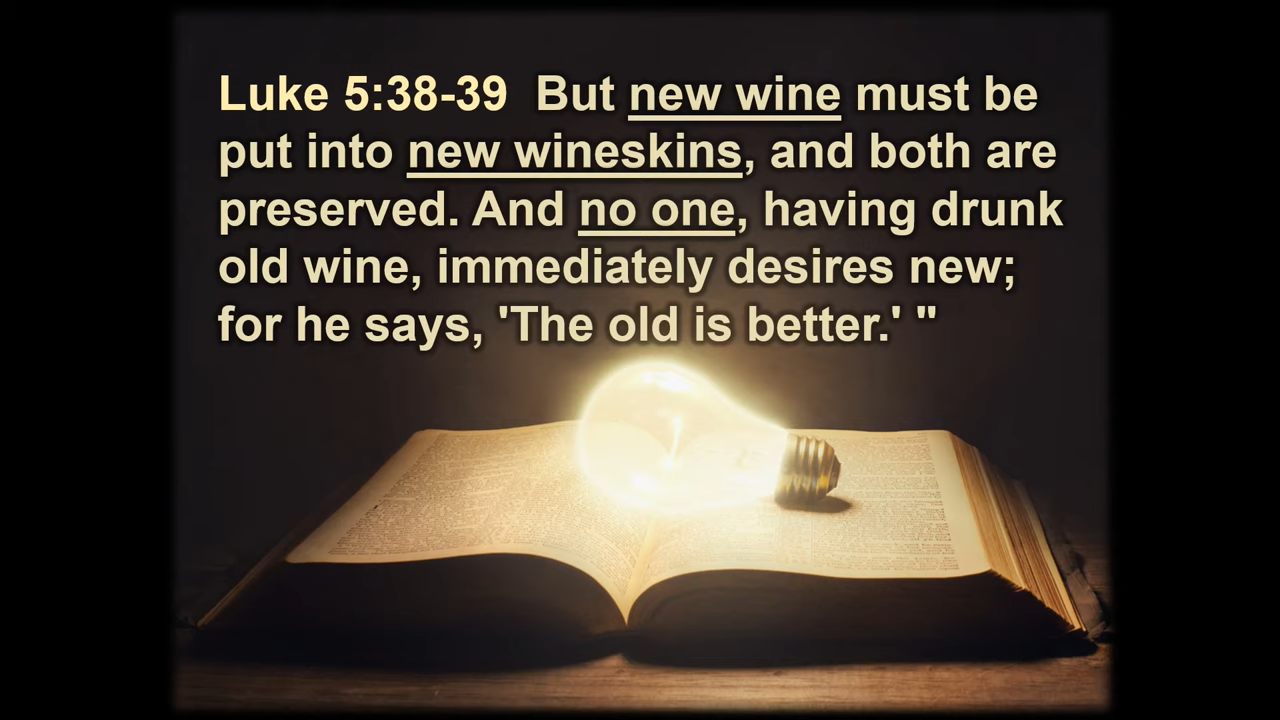 Luke 5:38-39  But new wine must be
put into new wineskins, and both are
preserved. And no one, having drunk
old wine, immediately desires new;
for he says, 'The old is better.' "